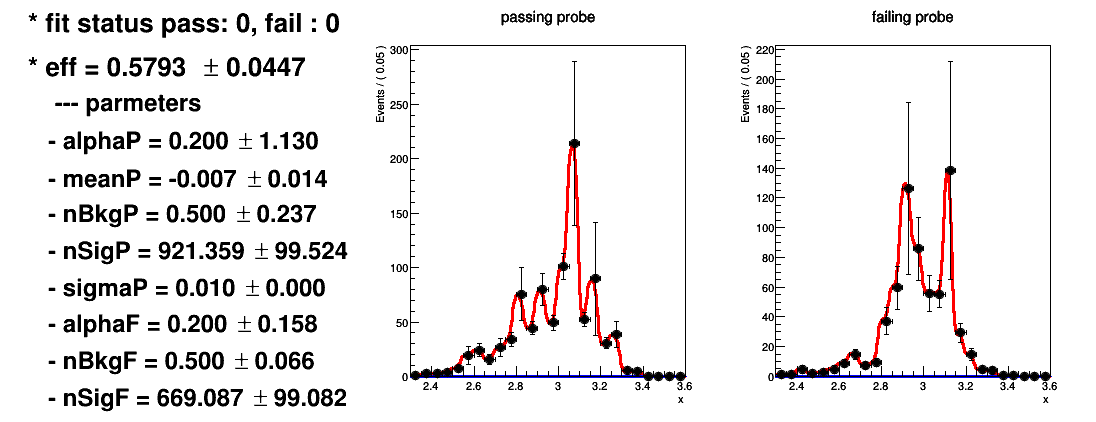 * fit status pass: 0, fail : 0
* eff = 0.5793 ± 0.0447
--- parmeters
- alphaP = 0.200 ± 1.130
- meanP = -0.007 ± 0.014
- nBkgP = 0.500 ± 0.237
- nSigP = 921.359 ± 99.524
- sigmaP = 0.010 ± 0.000
- alphaF = 0.200 ± 0.158
- nBkgF = 0.500 ± 0.066
- nSigF = 669.087 ± 99.082
passing probe
Events / ( 0.05 )
300
250
200
150
100
50
0
2.4 2.6 2.8 3 3.2 3.4 3.6
x
failing probe
Events / ( 0.05 )
220
200
180
160
140
120
100
80
60
40
20
0
2.4 2.6 2.8 3 3.2 3.4 3.6
x